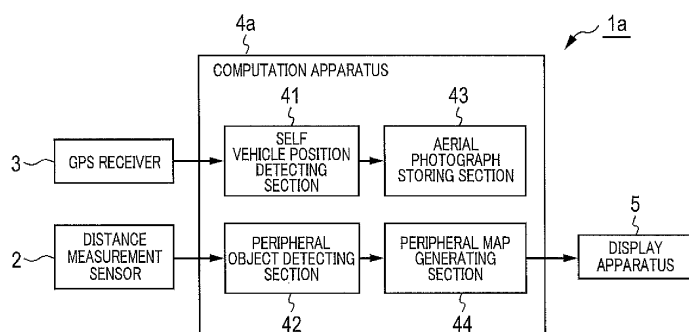 4a
1a
COMPUTATION APPARATUS
41
43
3
GPS RECEIVER
SELF
VEHICLE POSITION
DETECTING
SECTION
AERIAL
PHOTOGRAPH
STORING SECTION
2
DISTANCE
MEASUREMENT
SENSOR
PERIPHERAL
OBJECT DETECTING
SECTION
PERIPHERAL MAP
GENERATING
SECTION
5
DISPLAY
APPARATUS
42
44